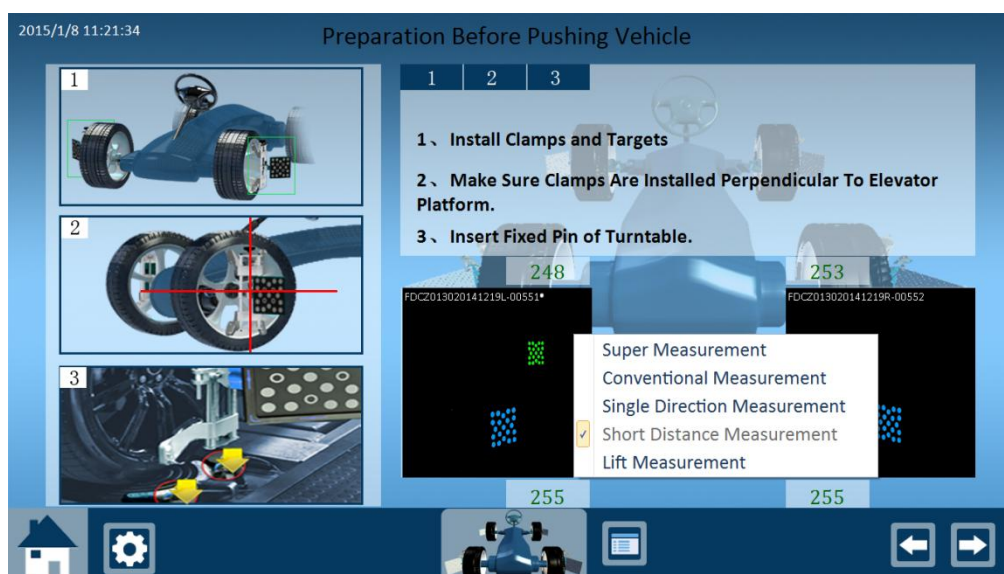 2015/1/8 11:21:34
Preparation Before Pushing Vehicle
1
2
3
1 2 3
1、Install Clamps and Targets
2、Make Sure Clamps Are Installed Perpendicular To Elevator
Platform.
3、Insert Fixed Pin of Turntable.
248
253
FDCZ013020141219L-00551*
FDCZ013020141219R-00552
Super Measurement
Conventional Measurement
Single Direction Measurement
✓ Short Distance Measurement
Lift Measurement
255
255